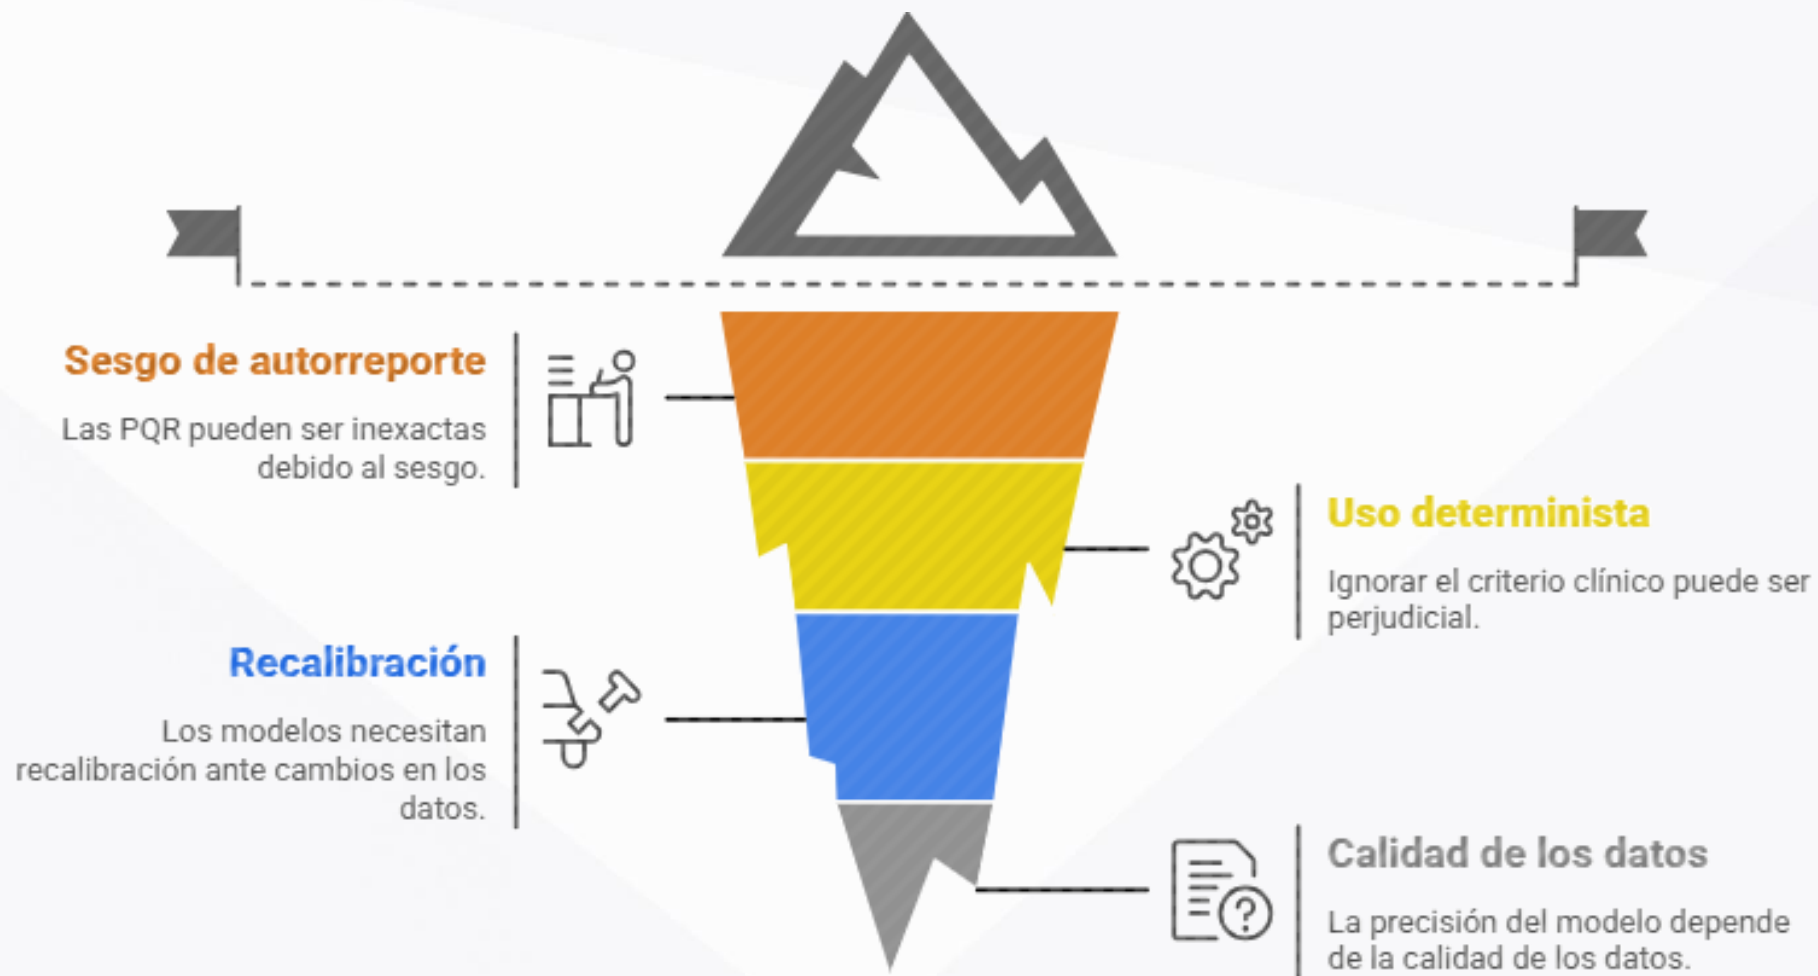 Sesgo de autorreporte
Las PQR pueden ser inexactas
debido al sesgo.
Uso determinista
Ignorar el criterio clínico puede ser
perjudicial.
Recalibración
Los modelos necesitan
recalibración ante cambios en los
datos.
Calidad de los datos
La precisión del modelo depende
de la calidad de los datos.